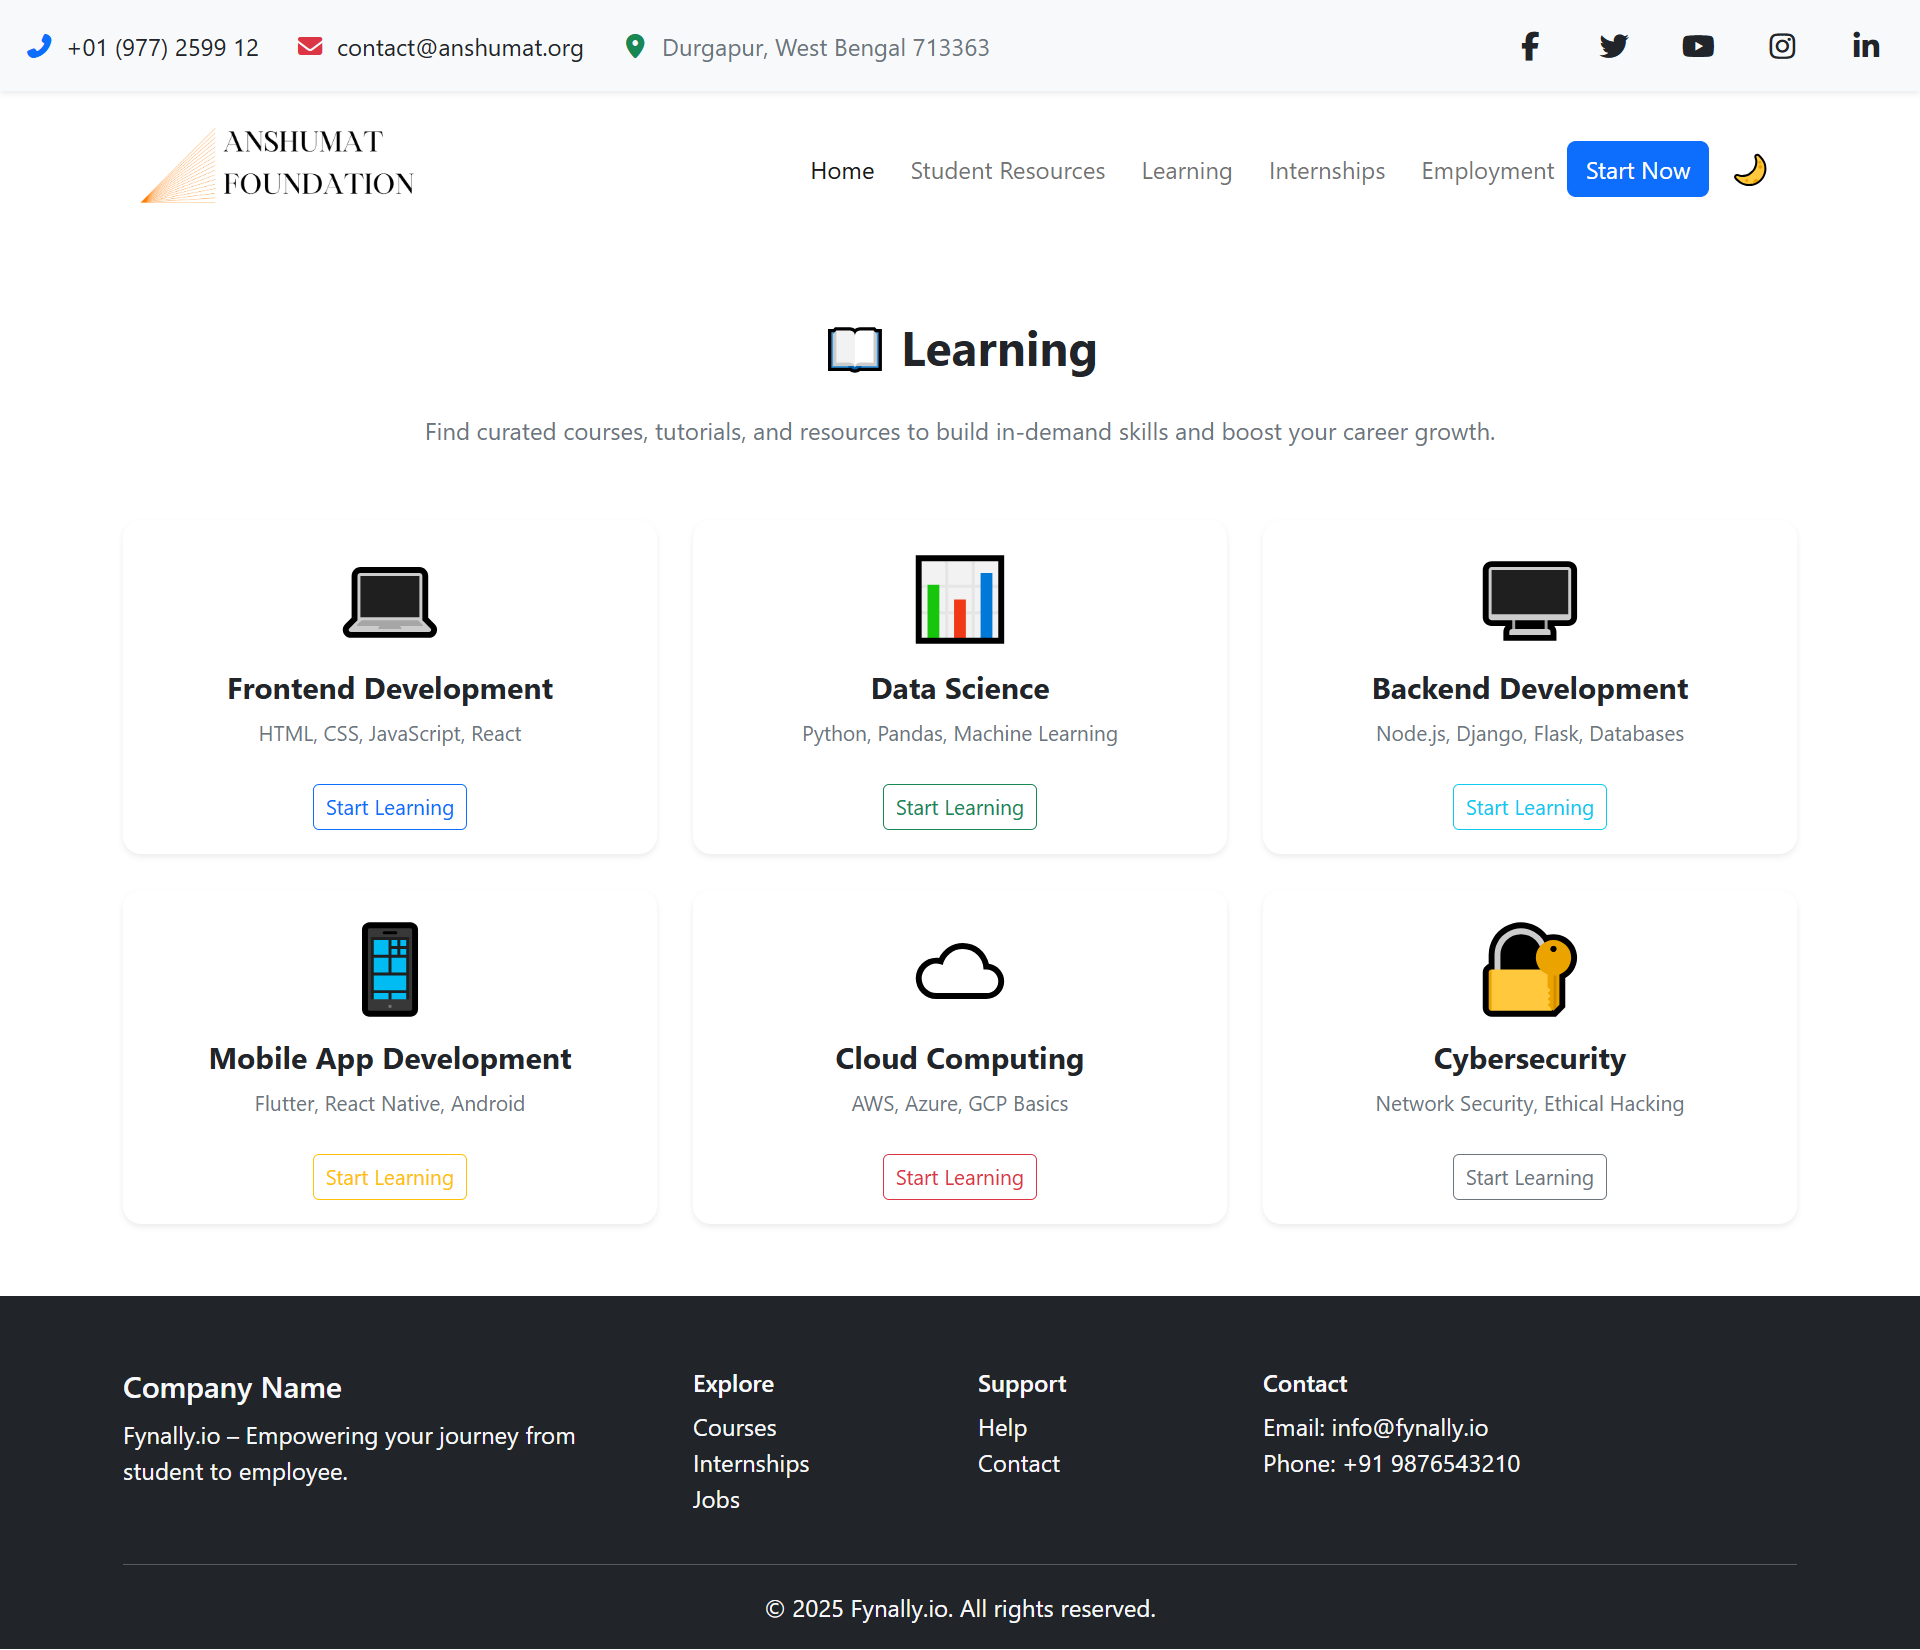 +01 (977) 2599 12
contact@anshumat.org
Durgapur, West Bengal 713363
ANSHUMAT
FOUNDATION
Home
Student Resources
Learning
Internships
Employment
Start Now
Learning
Find curated courses, tutorials, and resources to build in-demand skills and boost your career growth.
Frontend Development
HTML, CSS, JavaScript, React
Start Learning
Data Science
Python, Pandas, Machine Learning
Start Learning
Backend Development
Node.js, Django, Flask, Databases
Start Learning
Mobile App Development
Flutter, React Native, Android
Start Learning
Cloud Computing
AWS, Azure, GCP Basics
Start Learning
Cybersecurity
Network Security, Ethical Hacking
Start Learning
Company Name
Fynally.io – Empowering your journey from
student to employee.
Explore
Courses
Internships
Jobs
Support
Help
Contact
Contact
Email: info@fynally.io
Phone: +91 9876543210
© 2025 Fynally.io. All rights reserved.